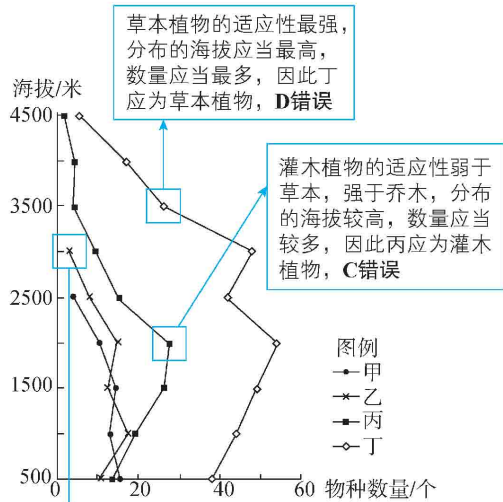 草本植物的适应性最强，
分布的海拔应当最高，
数量应当最多，因此丁
应为草本植物，D错误
海拔/米
4500
3500
2500
1500
500
灌木植物的适应性弱于
草本，强于乔木，分布
的海拔较高，数量应当
较多，因此丙应为灌木
植物，C错误
图例
甲
乙
丙
丁
0
20
40
60
物种数量/个